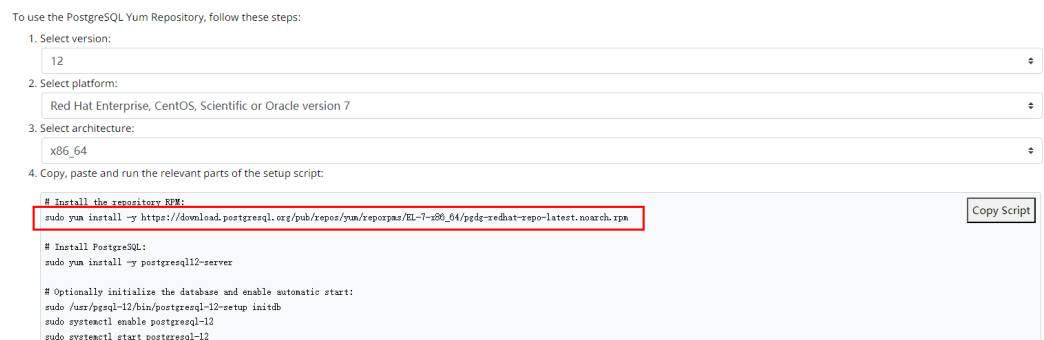 To use the PostgreSQL Yum Repository, follow these steps:
1. Select version:
12
2. Select platform:
Red Hat Enterprise, CentOS, Scientific or Oracle version 7
3. Select architecture:
x86_64
4. Copy, paste and run the relevant parts of the setup script:
# Install the repository RPM:
sudo yum install -y https://download.postgresql.org/pub/repos/yum/reporpms/EL-7-x86_64/pgdg-redhat-repo-latest.noarch.rpm
Copy Script
# Install PostgreSQL:
sudo yum install -y postgresql12-server
# Optionally initialize the database and enable automatic start:
sudo /usr/pgsql-12/bin/postgresql-12-setup initdb
sudo systemctl enable postgresql-12
sudo systemctl start postgresql-12